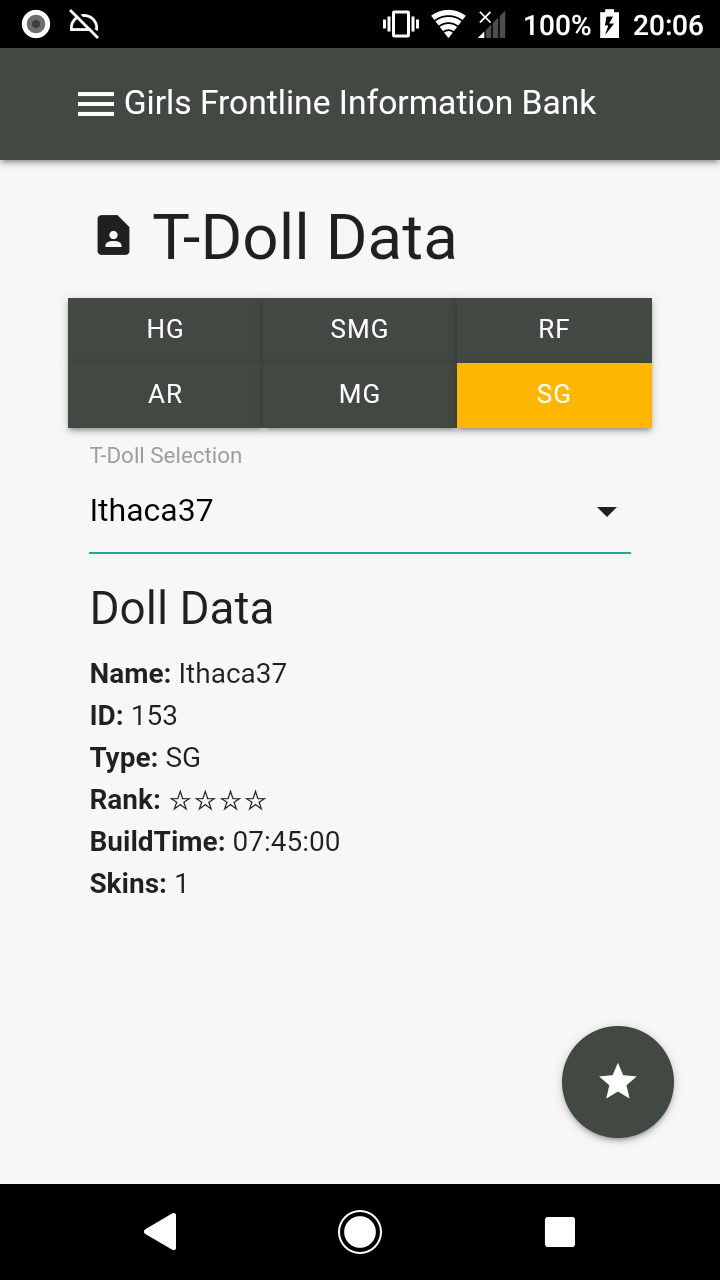 100% 20:06
Girls Frontline Information Bank
T-Doll Data
HG SMG RF
AR MG SG
T-Doll Selection
Ithaca37
Doll Data
Name: Ithaca37
ID: 153
Type: SG
Rank: ☆☆☆☆
BuildTime: 07:45:00
Skins: 1